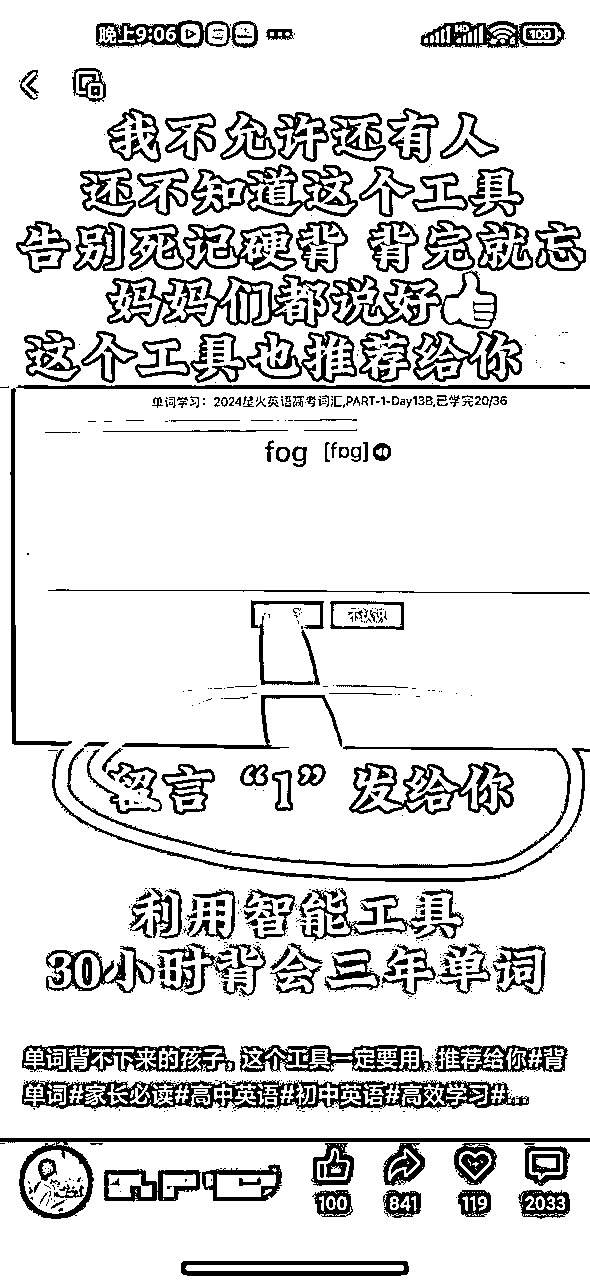 晚上9:06
HD
100
我不允许还有人
还不知道这个工具
告别死记硬背 背完就忘
妈妈们都说好
这个工具也推荐给你
单词学习：2024星火英语高考词汇,PART-1-Day13B,已学完20/36
fog [fɒg]
不认识
留言“1”发给你
利用智能工具
30小时背会三年单词
单词背不下来的孩子，这个工具一定要用，推荐给你#背
单词#家长必读#高中英语#初中英语#高效学习#...
100 841 119 2033